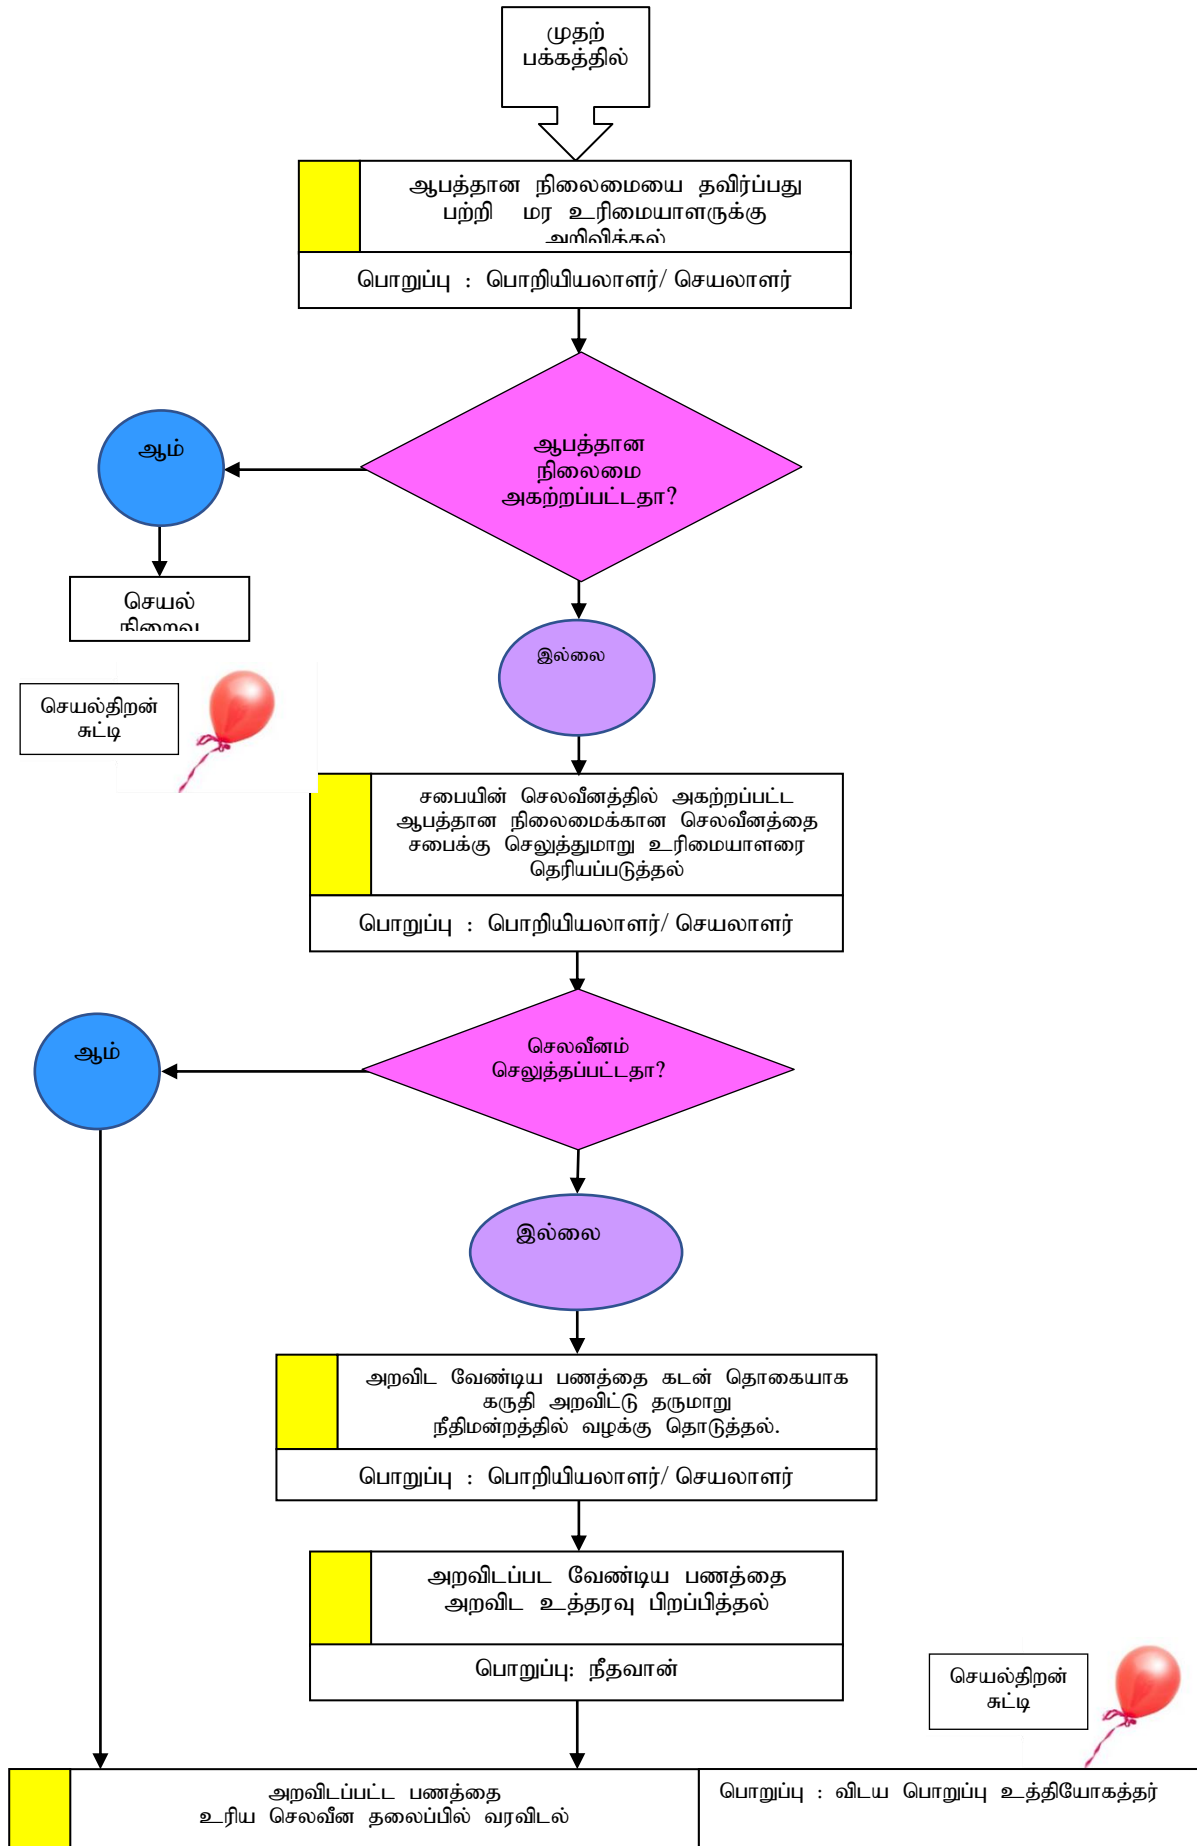 முதற்
பக்கத்தில்
ஆபத்தான நிலைமையை தவிர்ப்பது
பற்றி மர உரிமையாளருக்கு
அறிவித்தல்
பொறுப்பு : பொறியியலாளர்/ செயலாளர்
ஆபத்தான
நிலைமை
அகற்றப்பட்டதா?
ஆம்
செயல்
நிறைவு
இல்லை
செயல்திறன்
சுட்டி
சபையின் செலவீனத்தில் அகற்றப்பட்ட
ஆபத்தான நிலைமைக்கான செலவீனத்தை
சபைக்கு செலுத்துமாறு உரிமையாளரை
தெரியப்படுத்தல்
பொறுப்பு : பொறியியலாளர்/ செயலாளர்
செலவீனம்
செலுத்தப்பட்டதா?
ஆம்
இல்லை
அறவிட வேண்டிய பணத்தை கடன் தொகையாக
கருதி அறவிட்டு தருமாறு
நீதிமன்றத்தில் வழக்கு தொடுத்தல்.
பொறுப்பு : பொறியியலாளர்/ செயலாளர்
அறவிடப்பட வேண்டிய பணத்தை
அறவிட உத்தரவு பிறப்பித்தல்
பொறுப்பு: நீதவான்
செயல்திறன்
சுட்டி
அறவிடப்பட்ட பணத்தை
உரிய செலவீன தலைப்பில் வரவிடல்
பொறுப்பு : விடய பொறுப்பு உத்தியோகத்தர்